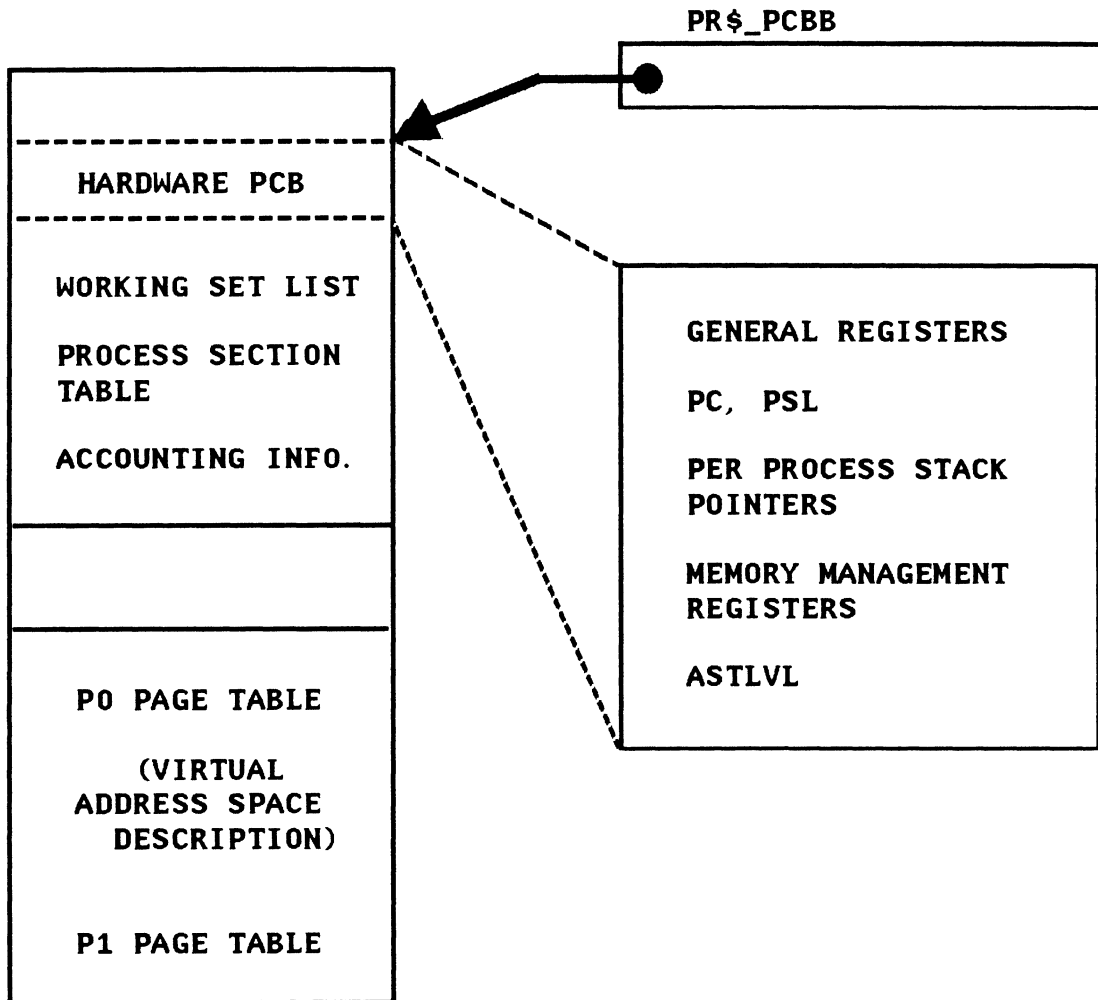 PR$_PCBB
HARDWARE PCB
WORKING SET LIST
PROCESS SECTION
TABLE
ACCOUNTING INFO.
P0 PAGE TABLE
(VIRTUAL
ADDRESS SPACE
DESCRIPTION)
P1 PAGE TABLE
GENERAL REGISTERS
PC, PSL
PER PROCESS STACK
POINTERS
MEMORY MANAGEMENT
REGISTERS
ASTLVL